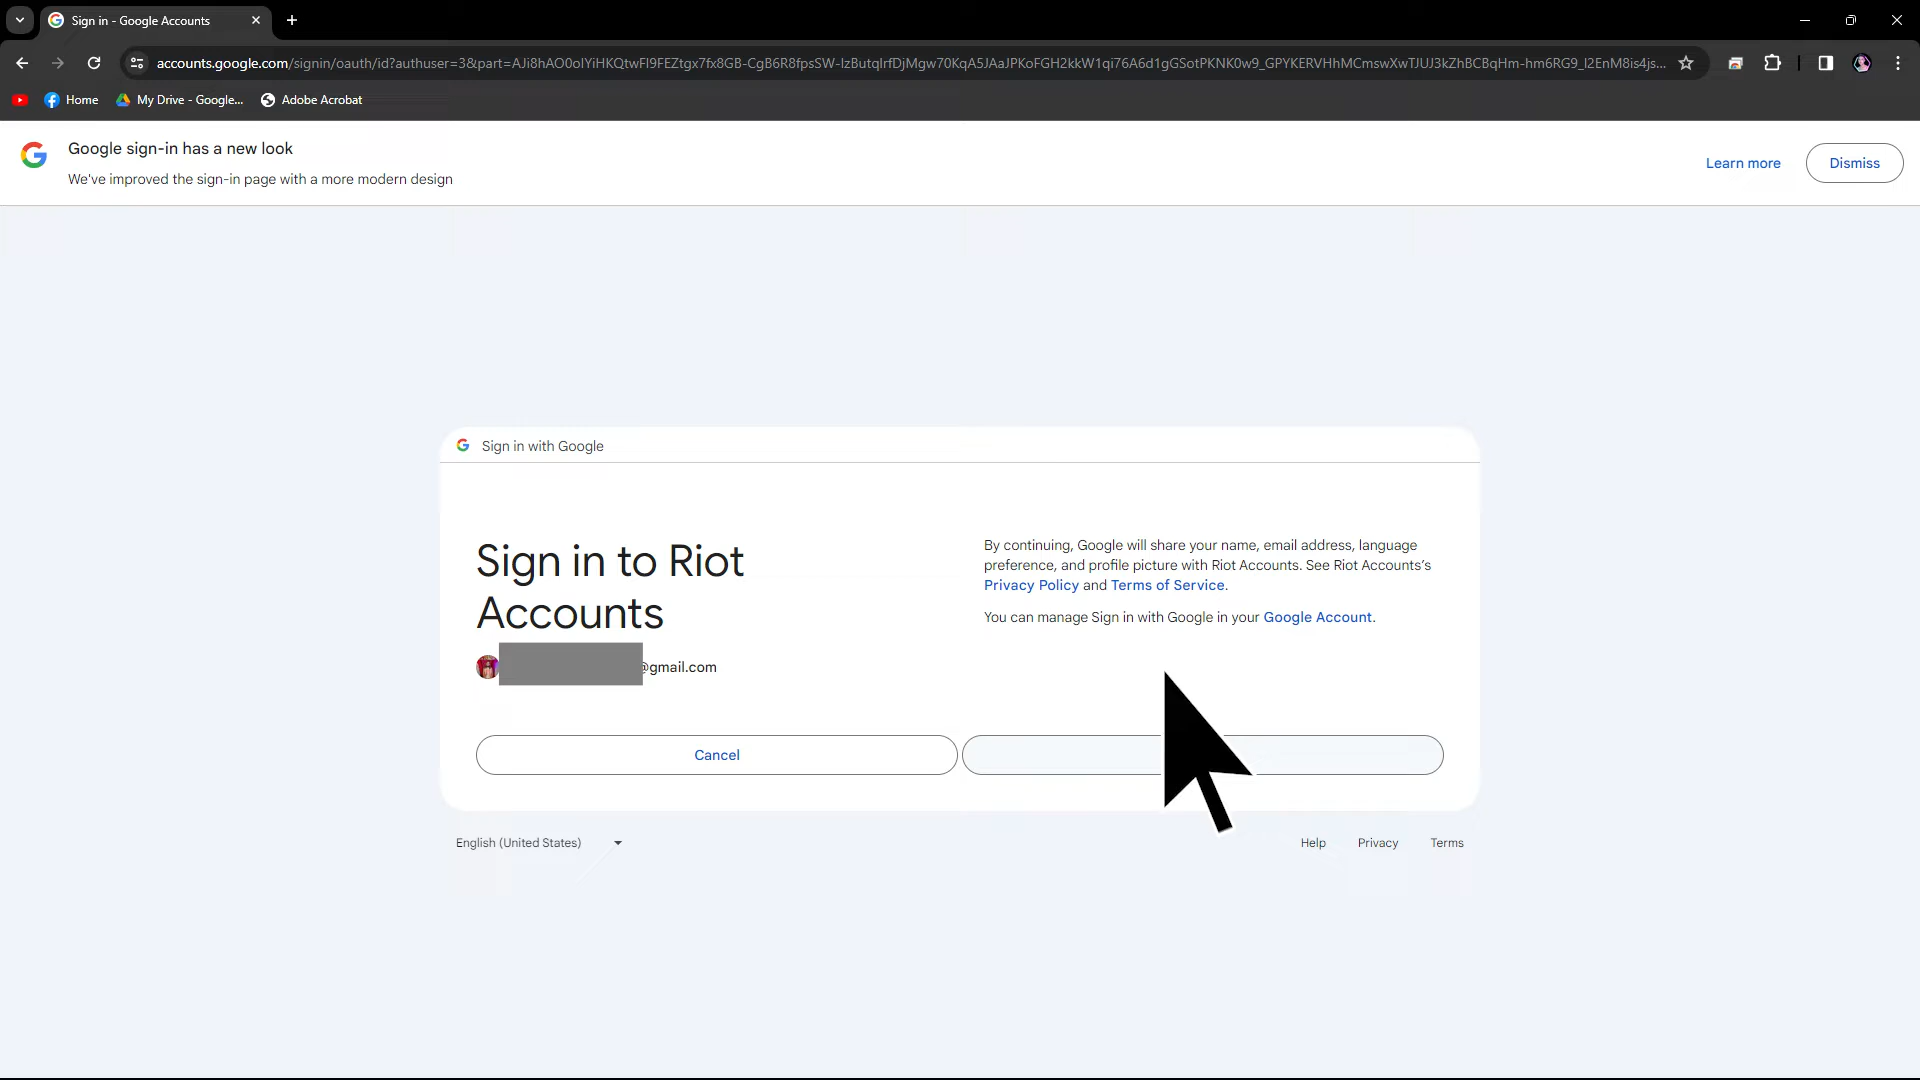 Sign in - Google Accounts
accounts.google.com/signin/oauth/id?authuser=3&part=
Home
My Drive - Google...
Adobe Acrobat
Google sign-in has a new look
We've improved the sign-in page with a more modern design
Learn more
Dismiss
Sign in with Google
Sign in to Riot
Accounts
@gmail.com
By continuing, Google will share your name, email address, language
preference, and profile picture with Riot Accounts. See Riot Accounts's
Privacy Policy and Terms of Service.
You can manage Sign in with Google in your Google Account.
Cancel
English (United States)
Help
Privacy
Terms